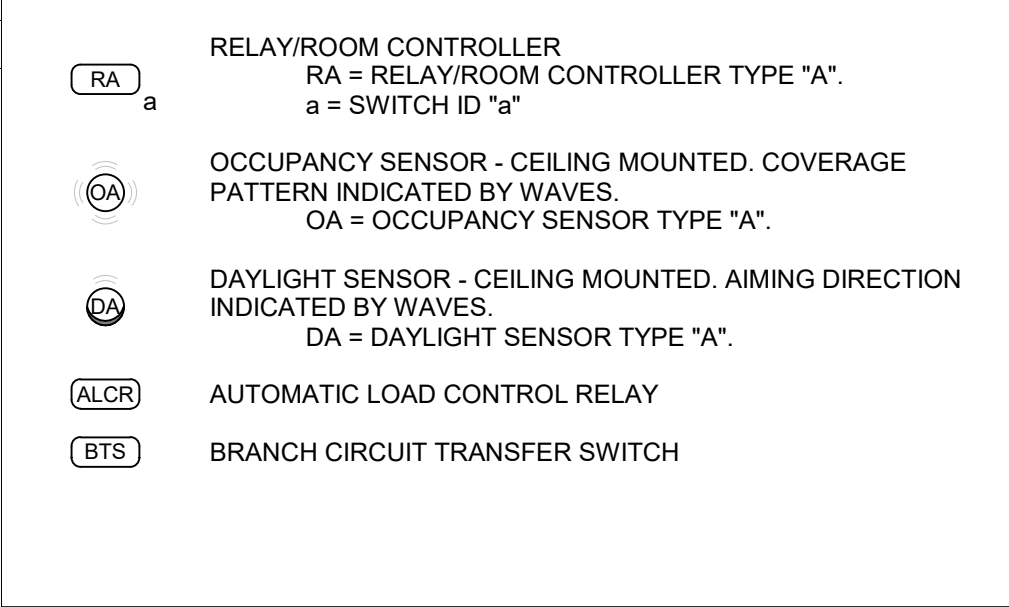 RELAY/ROOM CONTROLLER
RA
RA = RELAY/ROOM CONTROLLER TYPE "A".
a
a = SWITCH ID "a"
OCCUPANCY SENSOR - CEILING MOUNTED. COVERAGE
OA
PATTERN INDICATED BY WAVES.
OA = OCCUPANCY SENSOR TYPE "A".
DAYLIGHT SENSOR - CEILING MOUNTED. AIMING DIRECTION
DA
INDICATED BY WAVES.
DA = DAYLIGHT SENSOR TYPE "A".
ALCR
AUTOMATIC LOAD CONTROL RELAY
BTS
BRANCH CIRCUIT TRANSFER SWITCH